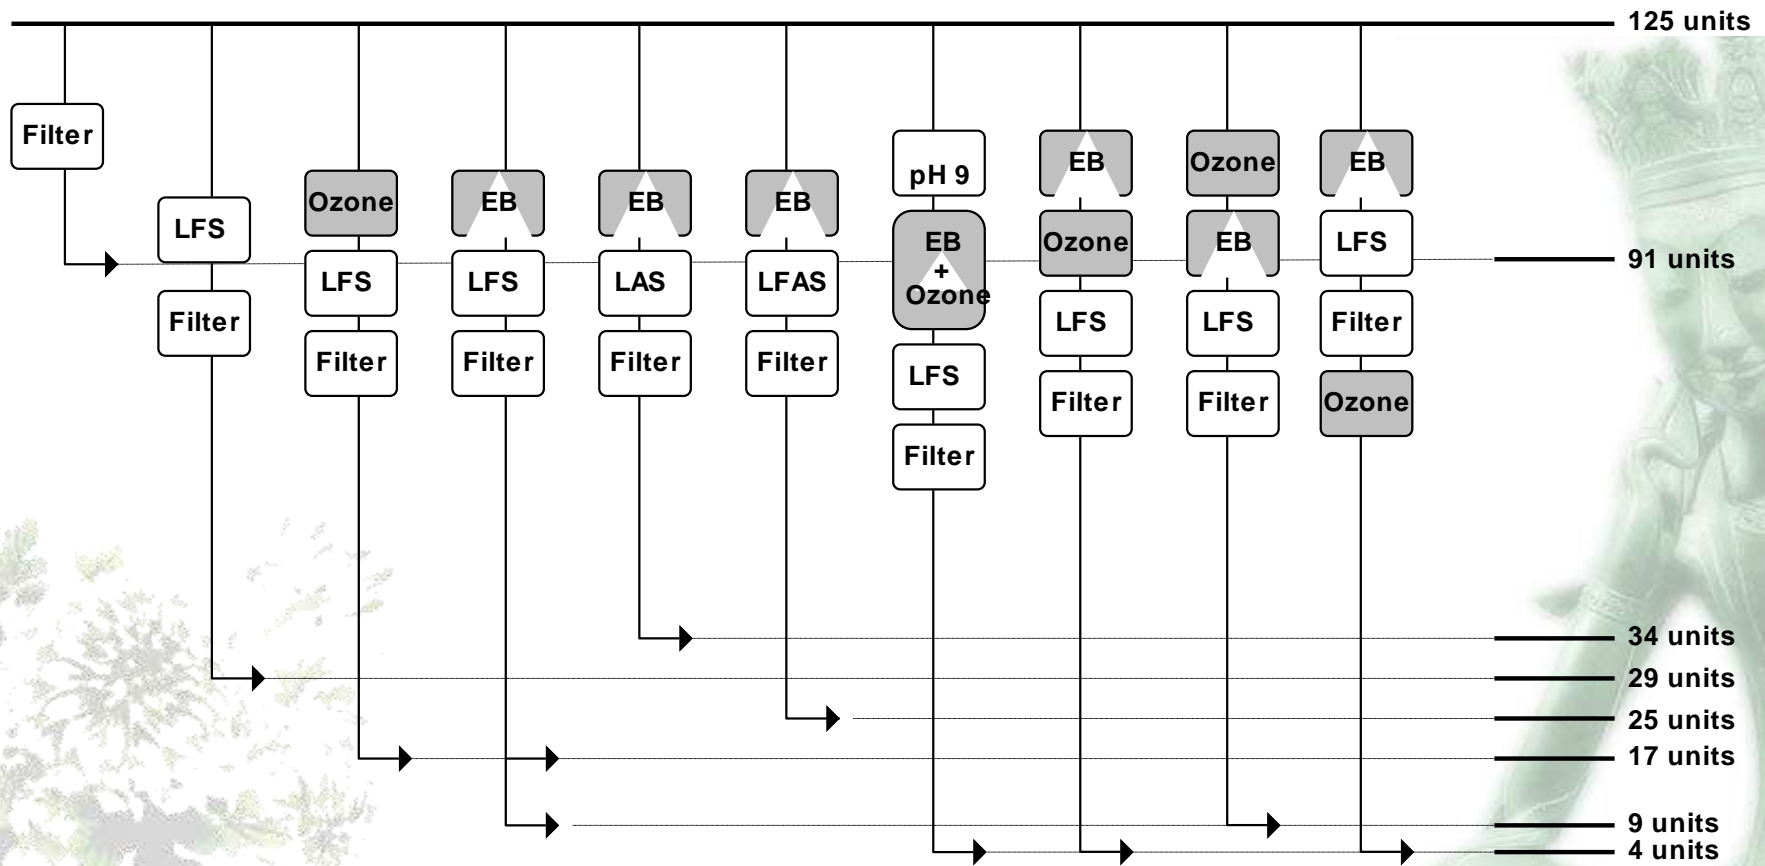 125 units
Filter
LFS
Filter
Ozone
LFS
Filter
EB
LFS
Filter
EB
LAS
Filter
EB
LFAS
Filter
pH 9
EB
+
Ozone
LFS
Filter
EB
Ozone
LFS
Filter
Ozone
EB
LFS
Filter
EB
LFS
Filter
Ozone
91 units
34 units
29 units
25 units
17 units
9 units
4 units